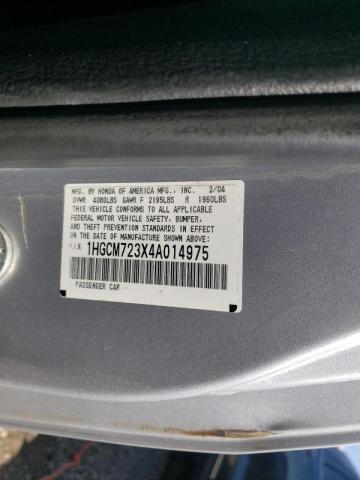 MFD. BY HONDA OF AMERICA MFG., INC. 2/04
GVWR 4080LBS GAWR F 2195LBS R 1960LBS
THIS VEHICLE CONFORMS TO ALL APPLICABLE
FEDERAL MOTOR VEHICLE SAFETY, BUMPER,
AND THEFT PREVENTION STANDARDS IN EFFECT
ON THE DATE OF MANUFACTURE SHOWN ABOVE.
V.I.N. 1HGCM723X4A014975
PASSENGER CAR